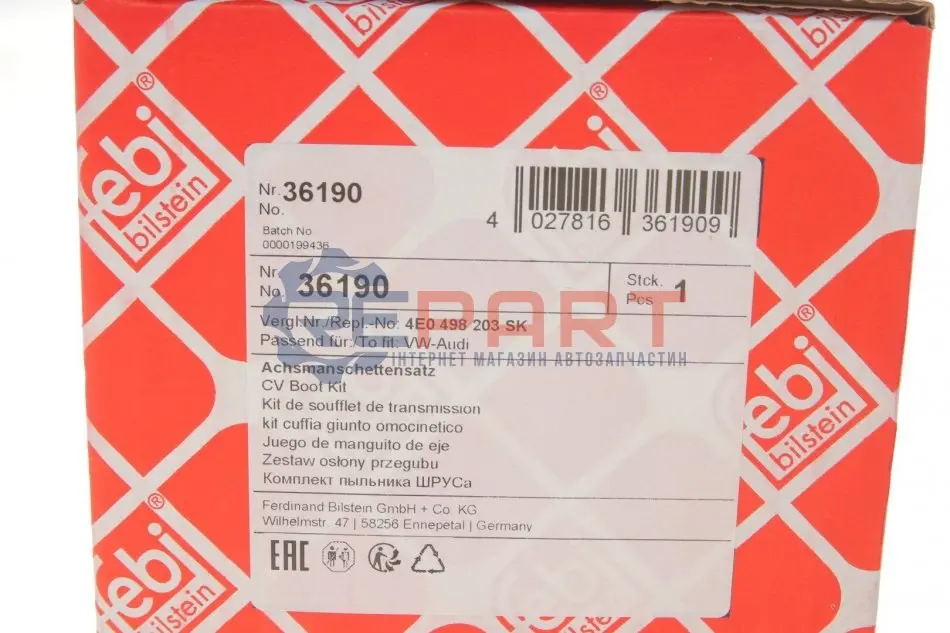 febi®
bilstein
bilstein
Nr.
No. 36190
Batch No
0000199436
4 027816 361909
Nr.
No. 36190
Stck.
Pcs 1
DEPART
Vergl.Nr./Repl.-No: 4E0 498 203 SK
Passend für:/To fit: VW-Audi
ІНТЕРНЕТ МАГАЗИН АВТОЗАПЧАСТИН
Achsmanschettensatz
CV Boot Kit
Kit de soufflet de transmission
kit cuffia giunto omocinetico
Juego de manguito de eje
Zestaw osłony przegubu
Комплект пыльника ШРУСа
Ferdinand Bilstein GmbH + Co. KG
Wilhelmstr. 47 | 58256 Ennepetal | Germany
EAC
febi
bilstein
febi®
bilstein